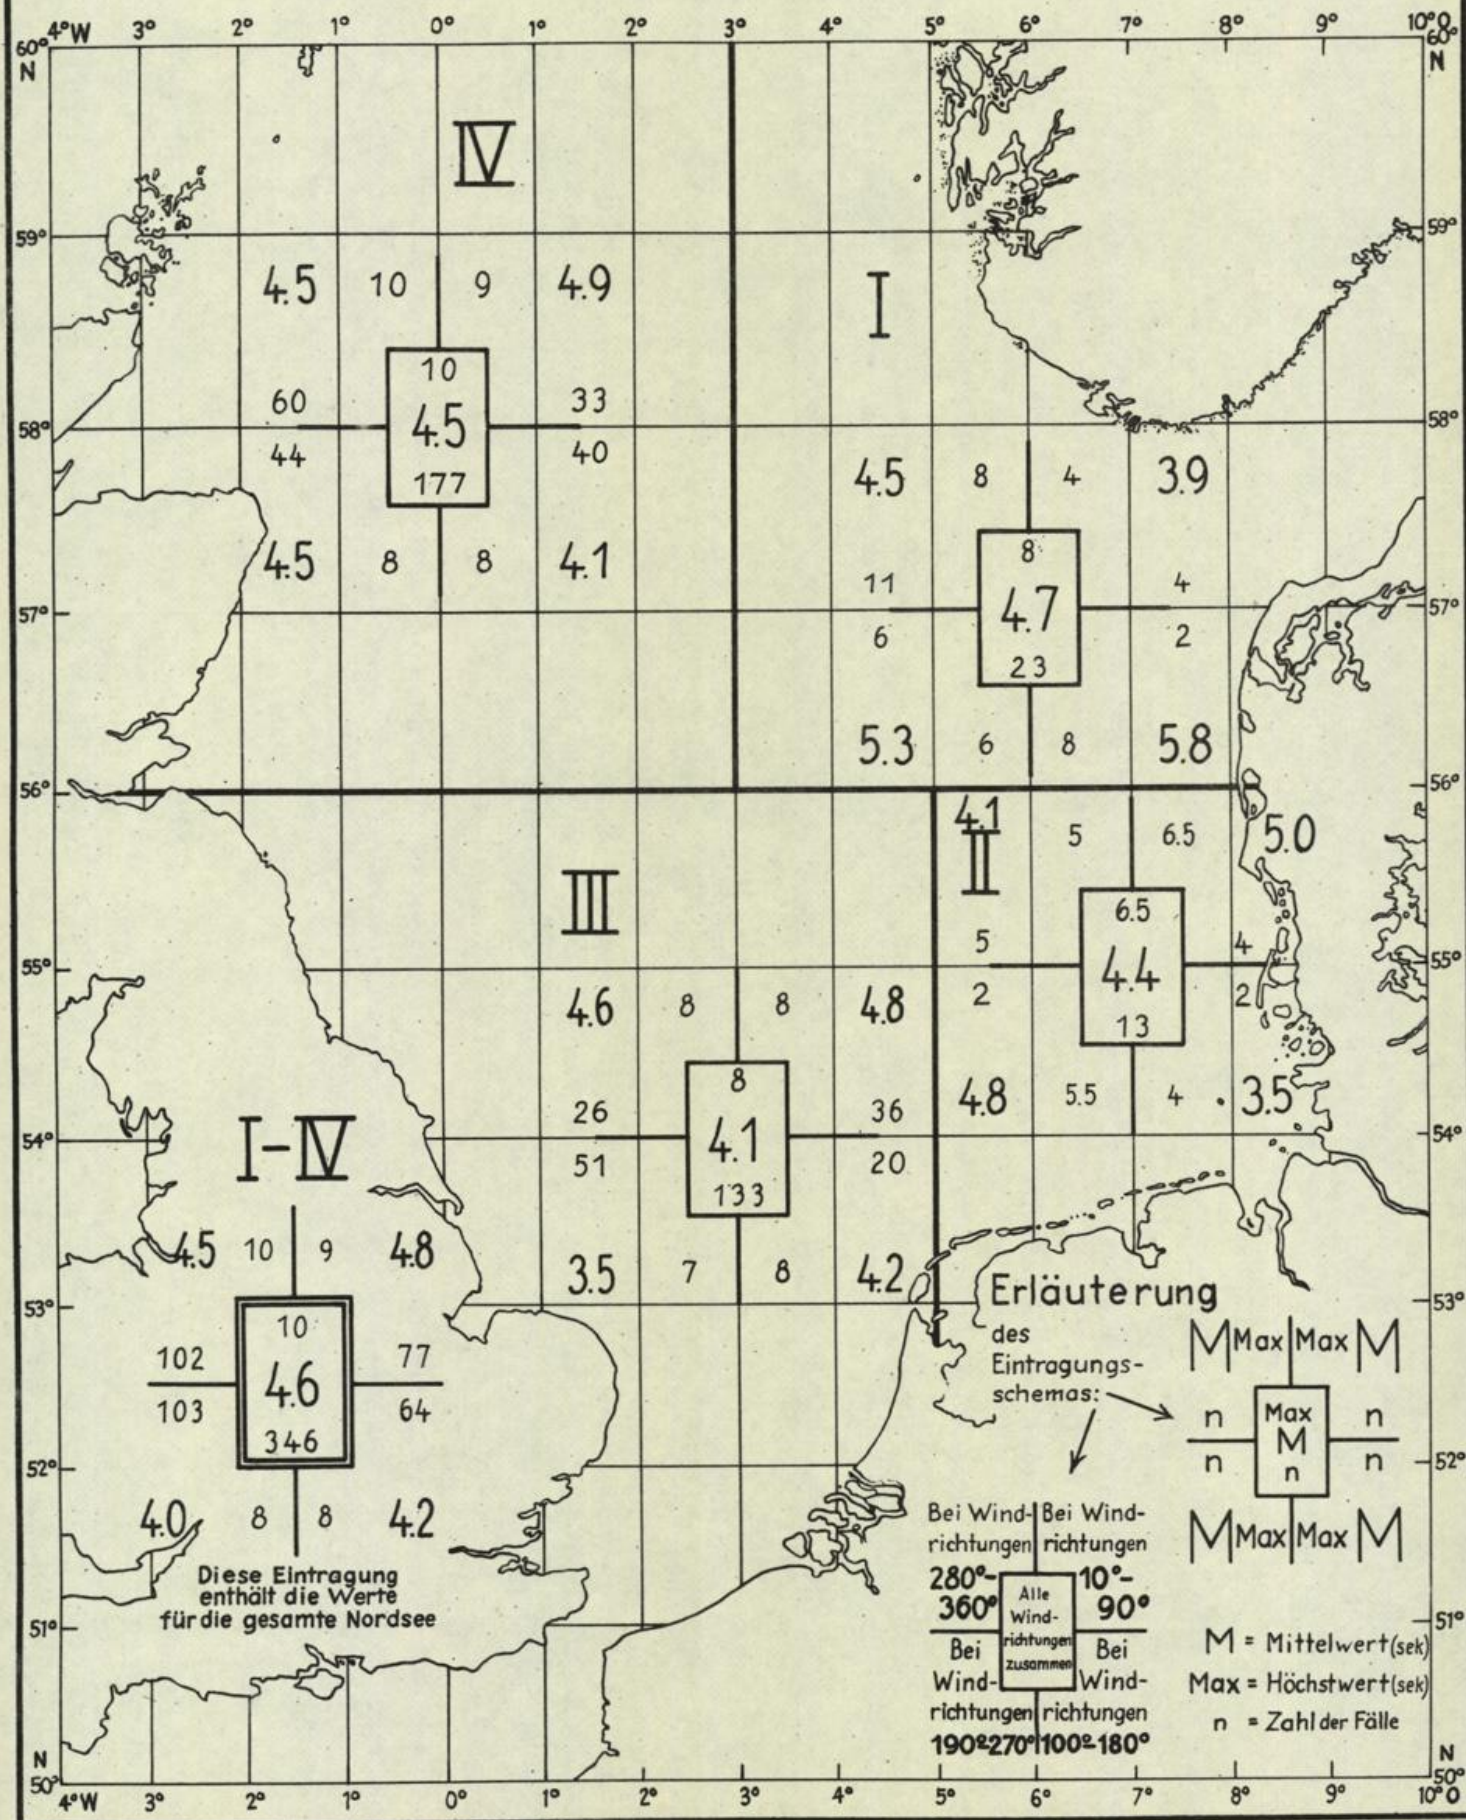 4°W 3° 2° 1° 0° 1° 2° 3° 4° 5° 6° 7° 8° 9° 10°O
60° 60°
N N
IV
59° 59°
4.5 10 9 4.9
I
10
60 33
58° 4.5 58°
44 40
177
4.5 8 4 3.9
4.5 8 8 4.1
8
11 4
57° 4.7 57°
6 2
23
5.3 6 8 5.8
56° 56°
4.1 5 6.5 5.0
II
III
6.5
5 4
55° 4.4 55°
2 2
13
4.6 8 8 4.8
4.8 5.5 4 3.5
8
26 36
54° 4.1 54°
51 20
133
I-IV
4.5 10 9 4.8
3.5 7 8 4.2
53° 53°
10
102 77
4.6
103 64
346
52° 52°
4.0 8 8 4.2
Diese Eintragung
enthält die Werte
für die gesamte Nordsee
51° 51°
Erläuterung
des
Eintragungs-
schemas:
M Max Max M
n Max n
M
n n n
M Max Max M
Bei Wind- Bei Wind-
richtungen richtungen
280°- 10°-
360° 90°
Alle
Wind-
richtungen
zusammen
Bei Bei
Wind- Wind-
richtungen richtungen
190°-270° 100°-180°
M = Mittelwert (sek)
Max = Höchstwert (sek)
n = Zahl der Fälle
N N
50° 50°
4°W 3° 2° 1° 0° 1° 2° 3° 4° 5° 6° 7° 8° 9° 10°O